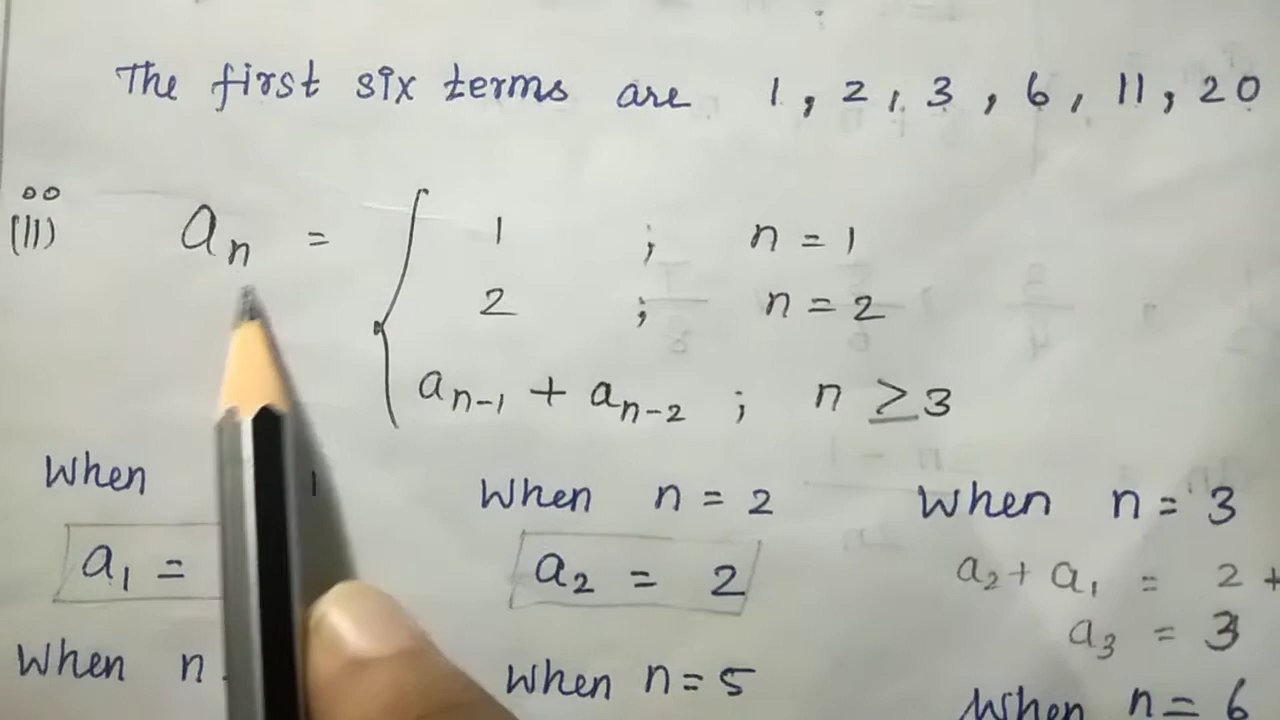 The first six terms are 1, 2, 3, 6, 11, 20
(ii) aₙ = { 1 ; n = 1
2 ; n = 2
aₙ₋₁ + aₙ₋₂ ; n ≥ 3
When 1 When n = 2 When n = 3
a₁ = a₂ = 2 a₂ + a₁ = 2 +
a₃ = 3
When n When n = 5 When n = 6